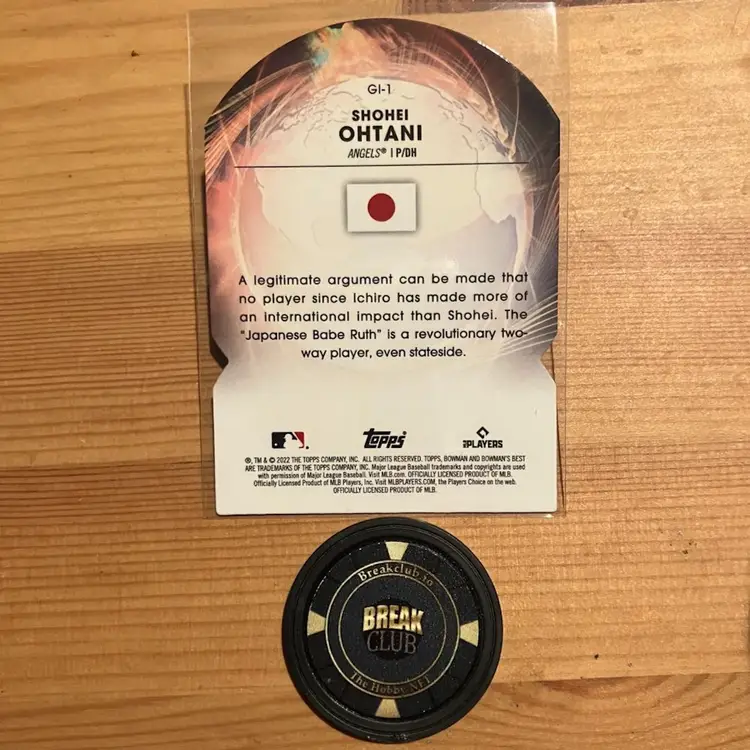 GI-1
SHOHEI
OHTANI
ANGELS® | P/DH
A legitimate argument can be made that
no player since Ichiro has made more of
an international impact than Shohei. The
"Japanese Babe Ruth" is a revolutionary two-
way player, even stateside.
Topps®
PLAYERS
®, TM & © 2022 THE TOPPS COMPANY, INC. ALL RIGHTS RESERVED. TOPPS, BOWMAN AND BOWMAN'S BEST
ARE TRADEMARKS OF THE TOPPS COMPANY, INC. Major League Baseball trademarks and copyrights are used
with permission of Major League Baseball. Visit MLB.com. OFFICIALLY LICENSED PRODUCT OF MLB.
Officially Licensed Product of MLB Players, Inc. Visit MLBPLAYERS.COM, the Players Choice on the web.
OFFICIALLY LICENSED PRODUCT OF MLB.
Breakclub.io
BREAK
CLUB
The Hobby.NFT